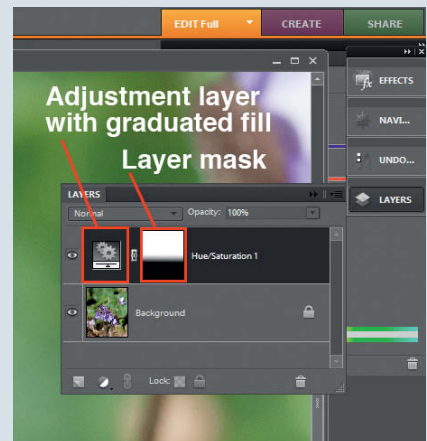 EDIT Full CREATE SHARE
Adjustment layer
with graduated fill
Layer mask
fx EFFECTS
NAVI...
UNDO...
LAYERS
LAYERS
Normal Opacity: 100%
Hue/Saturation 1
Background
Lock: